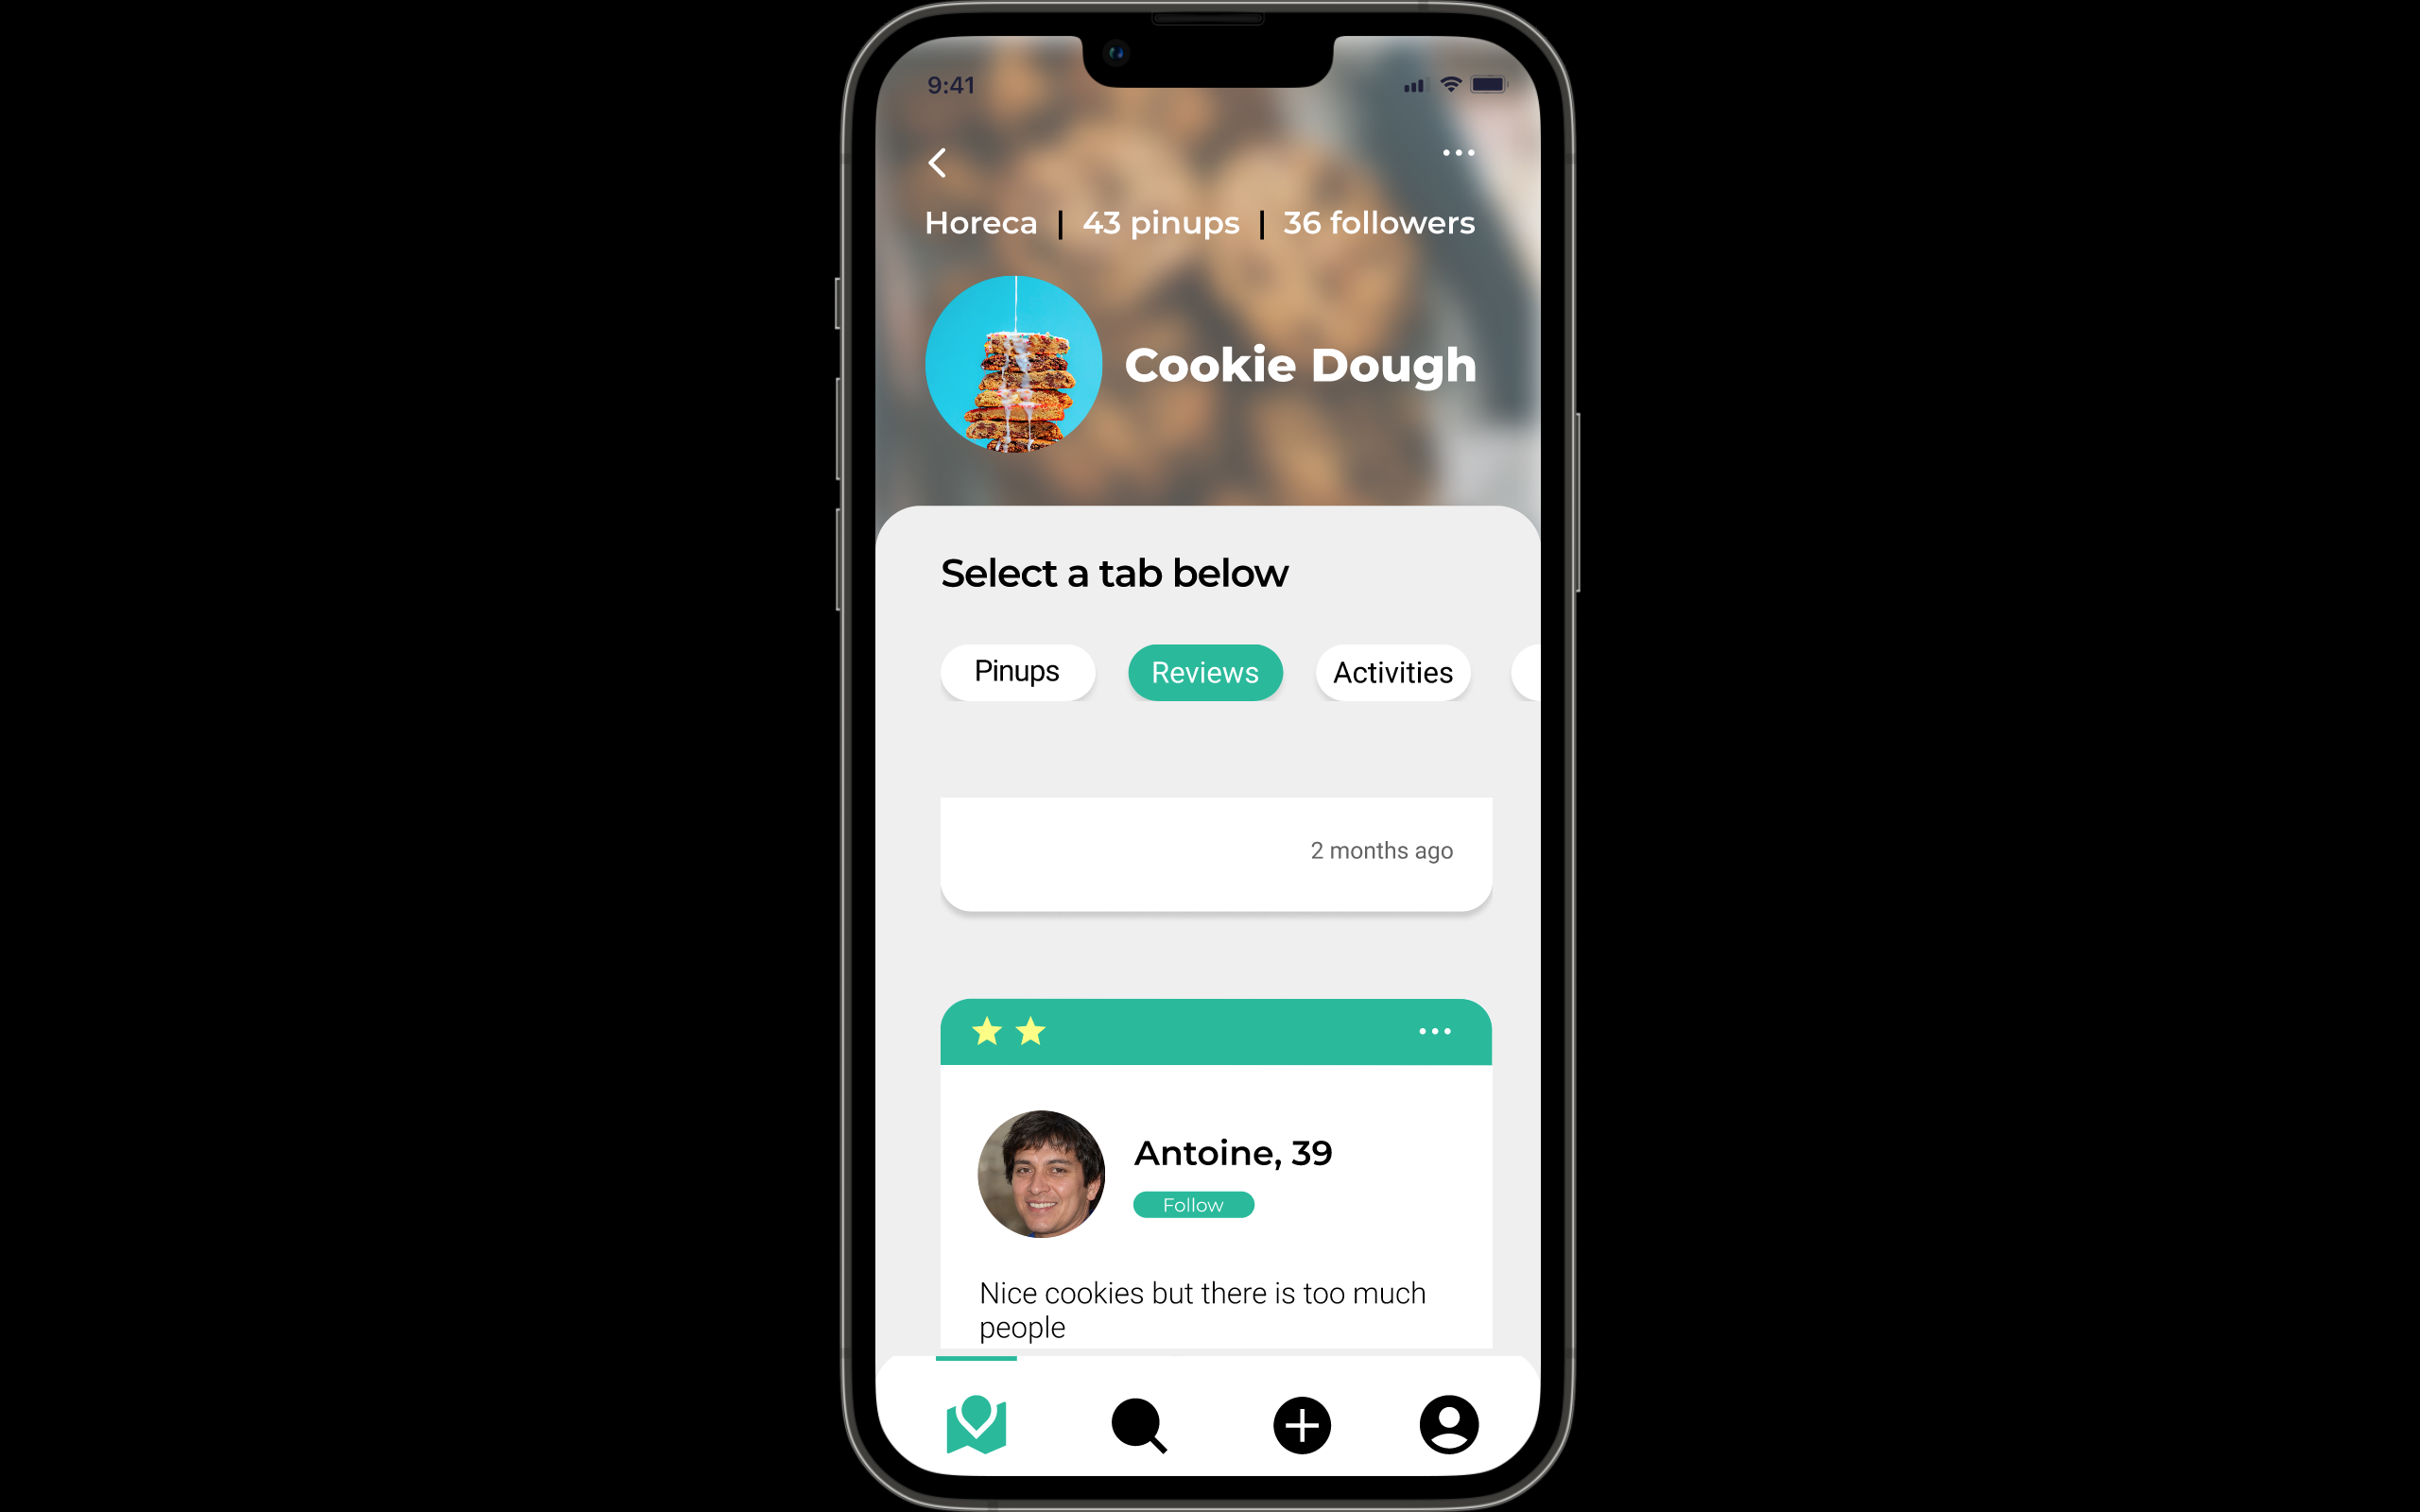 9:41
Horeca | 43 pinups | 36 followers
Cookie Dough
Select a tab below
Pinups Reviews Activities
2 months ago
Antoine, 39
Follow
Nice cookies but there is too much
people